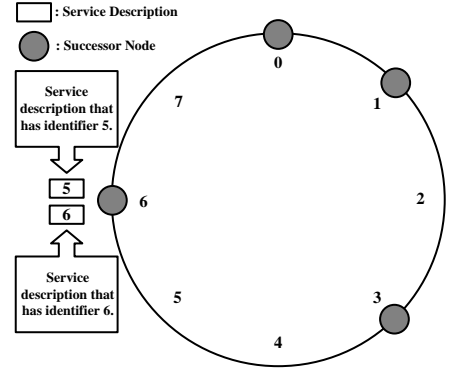 : Service Description
: Successor Node
Service
description that
has identifier 5.
5
6
Service
description that
has identifier 6.
0
1
2
3
4
5
6
7